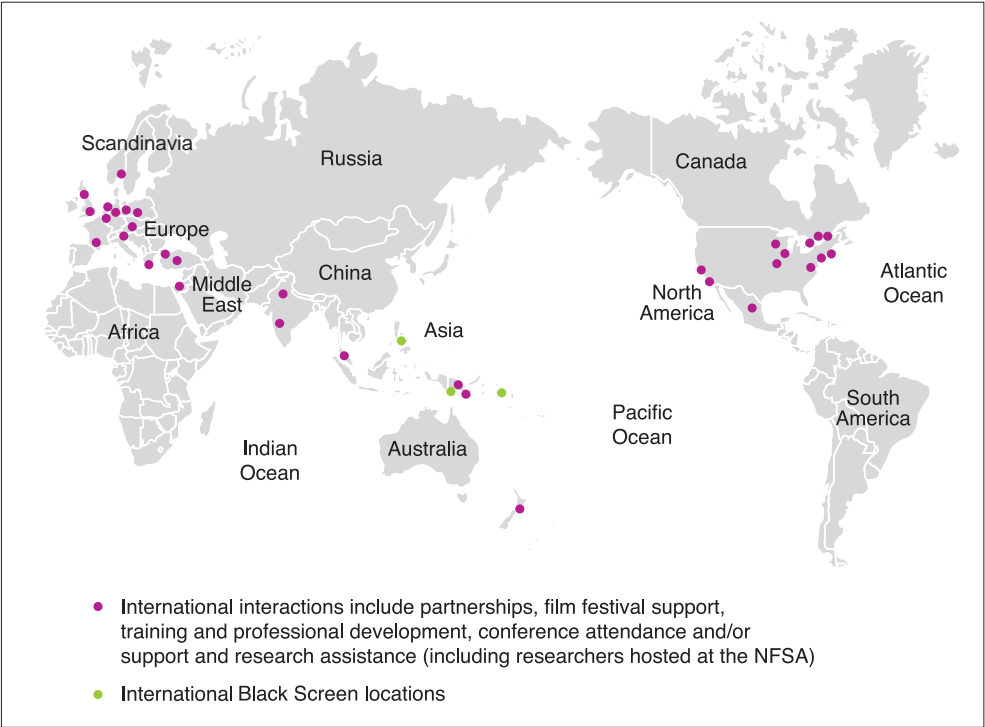 Scandinavia
Russia
Canada
Europe
China
Middle
East
North
America
Atlantic
Ocean
Africa
Asia
South
America
Pacific
Ocean
Indian
Ocean
Australia
International interactions include partnerships, film festival support,
training and professional development, conference attendance and/or
support and research assistance (including researchers hosted at the NFSA)
International Black Screen locations